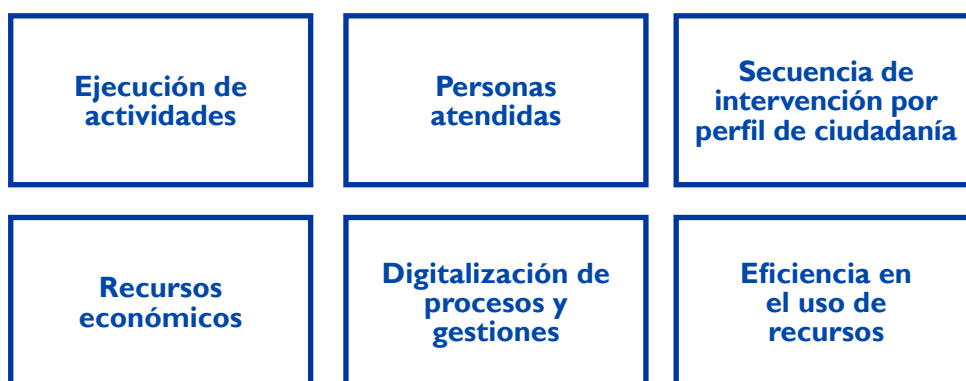 Ejecución de
actividades
Personas
atendidas
Secuencia de
intervención por
perfil de ciudadanía
Recursos
económicos
Digitalización de
procesos y
gestiones
Eficiencia en
el uso de
recursos